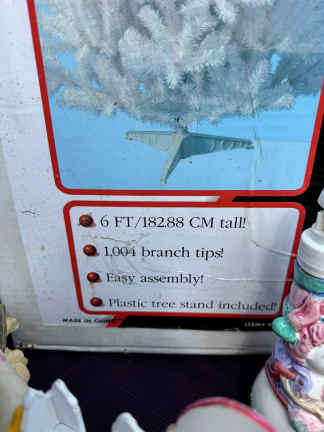 6 FT/182.88 CM tall!
1,004 branch tips!
Easy assembly!
Plastic tree stand included!
MADE IN CHINA
ITEM#